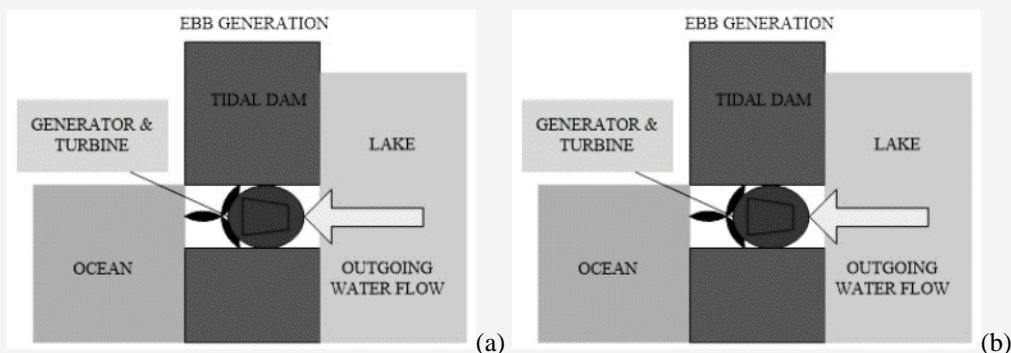 EBB GENERATION
TIDAL DAM
GENERATOR &
TURBINE
LAKE
OCEAN
OUTGOING
WATER FLOW
(a)
EBB GENERATION
TIDAL DAM
GENERATOR &
TURBINE
LAKE
OCEAN
OUTGOING
WATER FLOW
(b)